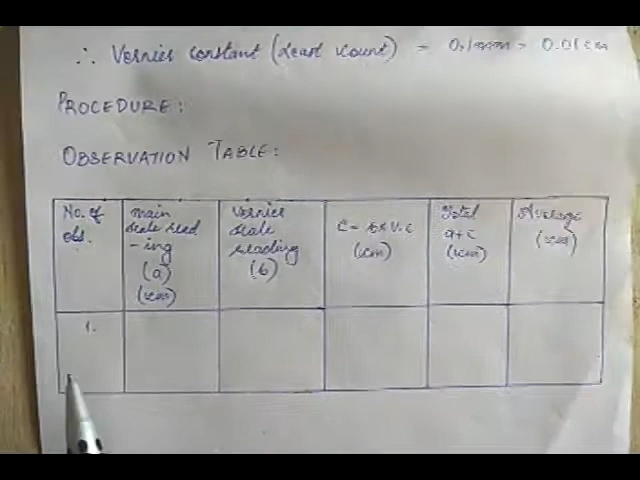 ∴ Vernier constant (least count) = 0.1mm = 0.01cm
PROCEDURE:
OBSERVATION TABLE:
No. of
obs.
main
scale read
-ing
(a)
(cm)
Vernier
scale
reading
(b)
C = b×V.C
(cm)
Total
a+c
(cm)
Average
(cm)
1.